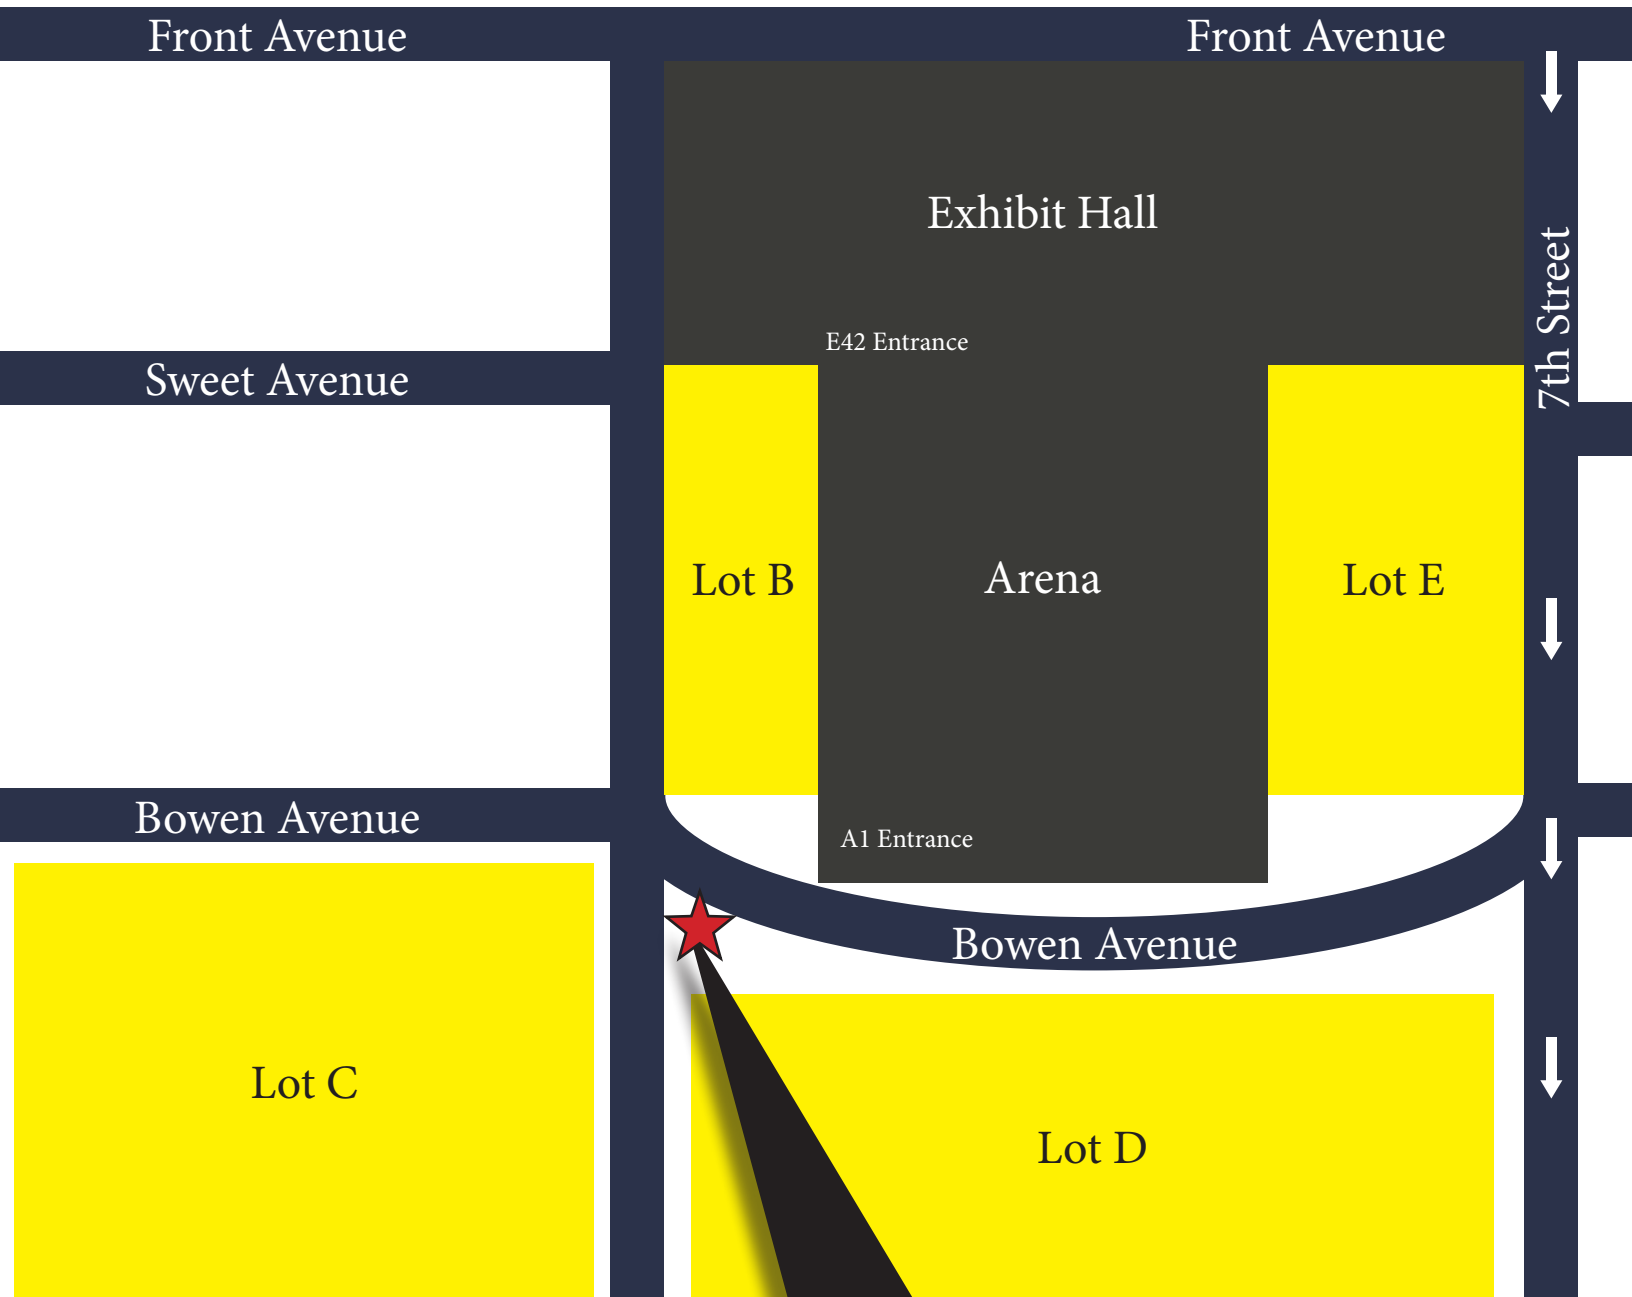 Front Avenue
Front Avenue
Exhibit Hall
7th Street
E42 Entrance
Sweet Avenue
Lot B
Arena
Lot E
Bowen Avenue
A1 Entrance
Bowen Avenue
Lot C
Lot D